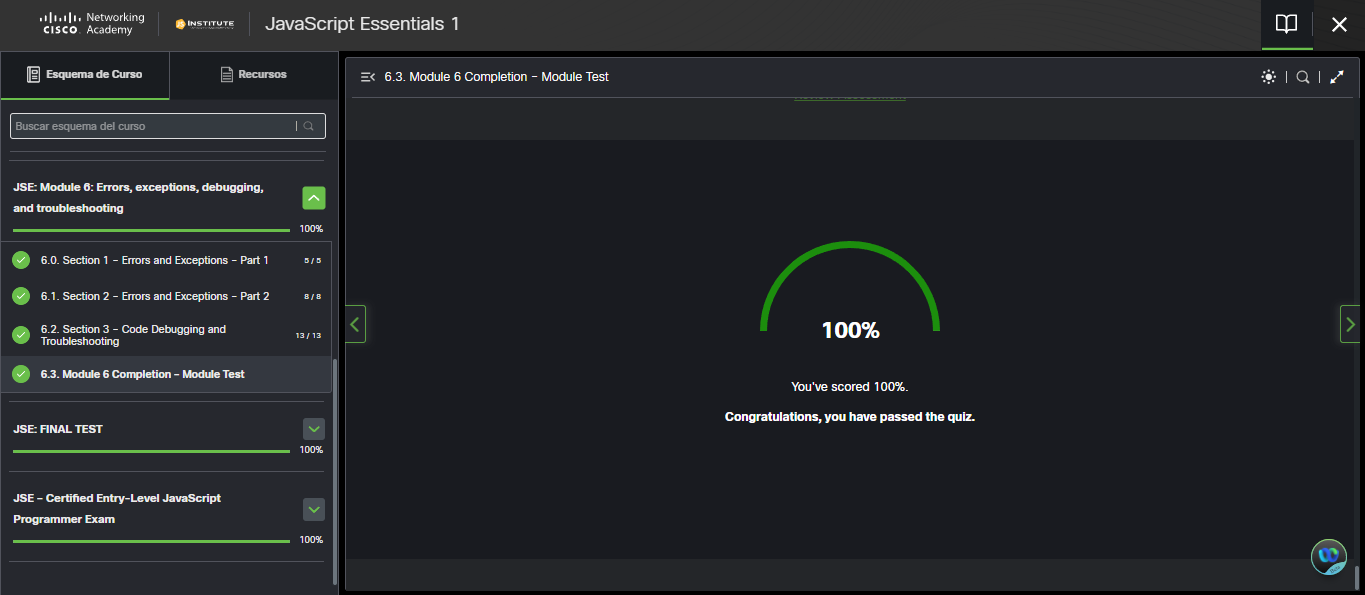 Networking
CISCO Academy
INSTITUTE
JavaScript Essentials 1
Esquema de Curso
Recursos
Buscar esquema del curso
JSE: Module 6: Errors, exceptions, debugging,
and troubleshooting
100%
6.0. Section 1 - Errors and Exceptions - Part 1
5 / 5
6.1. Section 2 - Errors and Exceptions - Part 2
8 / 8
6.2. Section 3 - Code Debugging and
Troubleshooting
13 / 13
6.3. Module 6 Completion - Module Test
JSE: FINAL TEST
100%
JSE - Certified Entry-Level JavaScript
Programmer Exam
100%
6.3. Module 6 Completion - Module Test
100%
You've scored 100%.
Congratulations, you have passed the quiz.